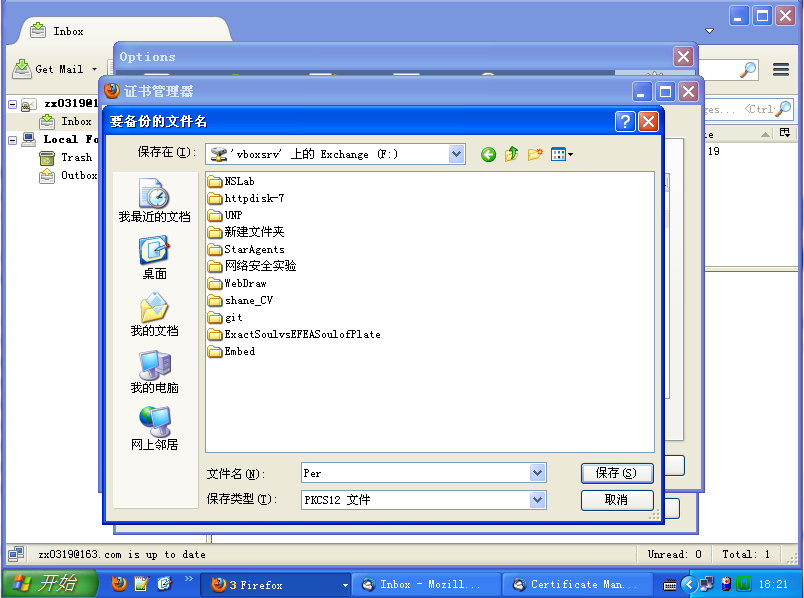 Inbox
Options
Get Mail
证书管理器
zx0319@1
Inbox
Local Fo
Trash
Outbox
要备份的文件名
保存在(I):
'vboxsrv' 上的 Exchange (F:)
我最近的文档
桌面
我的文档
我的电脑
网上邻居
NSLab
httpdisk-7
UNP
新建文件夹
StarAgents
网络安全实验
WebDraw
shane_CV
git
ExactSoulvsEFEASoulofPlate
Embed
文件名(N):
Per
保存(S)
保存类型(T):
PKCS12 文件
取消
ges... <Ctrl-
te
19
zx0319@163.com is up to date
Unread: 0
Total: 1
开始
3 Firefox
Inbox - Mozill...
Certificate Man...
18:21